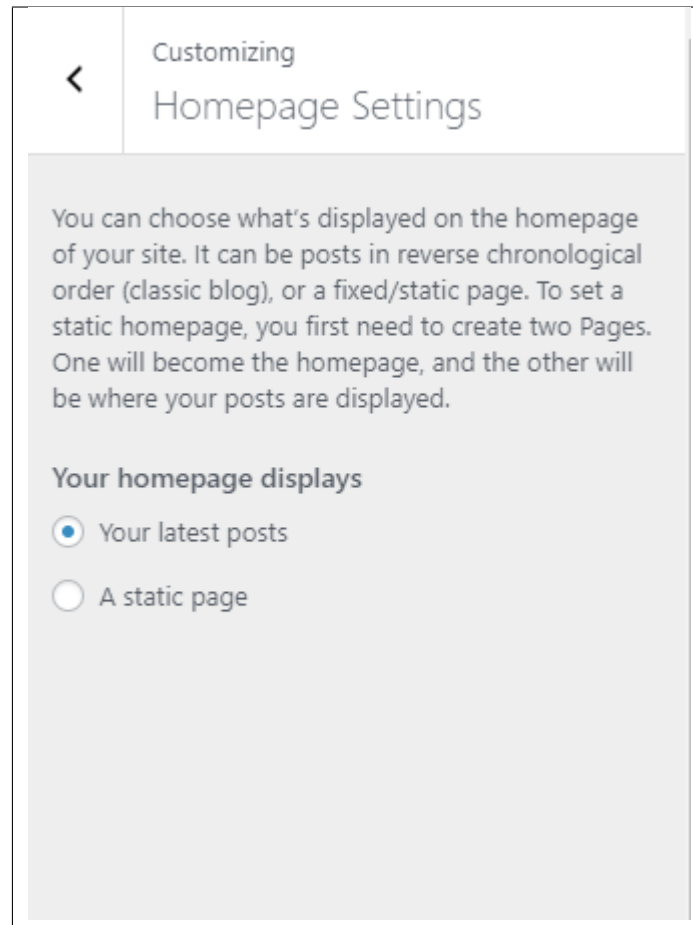 Customizing
Homepage Settings
You can choose what's displayed on the homepage
of your site. It can be posts in reverse chronological
order (classic blog), or a fixed/static page. To set a
static homepage, you first need to create two Pages.
One will become the homepage, and the other will
be where your posts are displayed.
Your homepage displays
Your latest posts
A static page